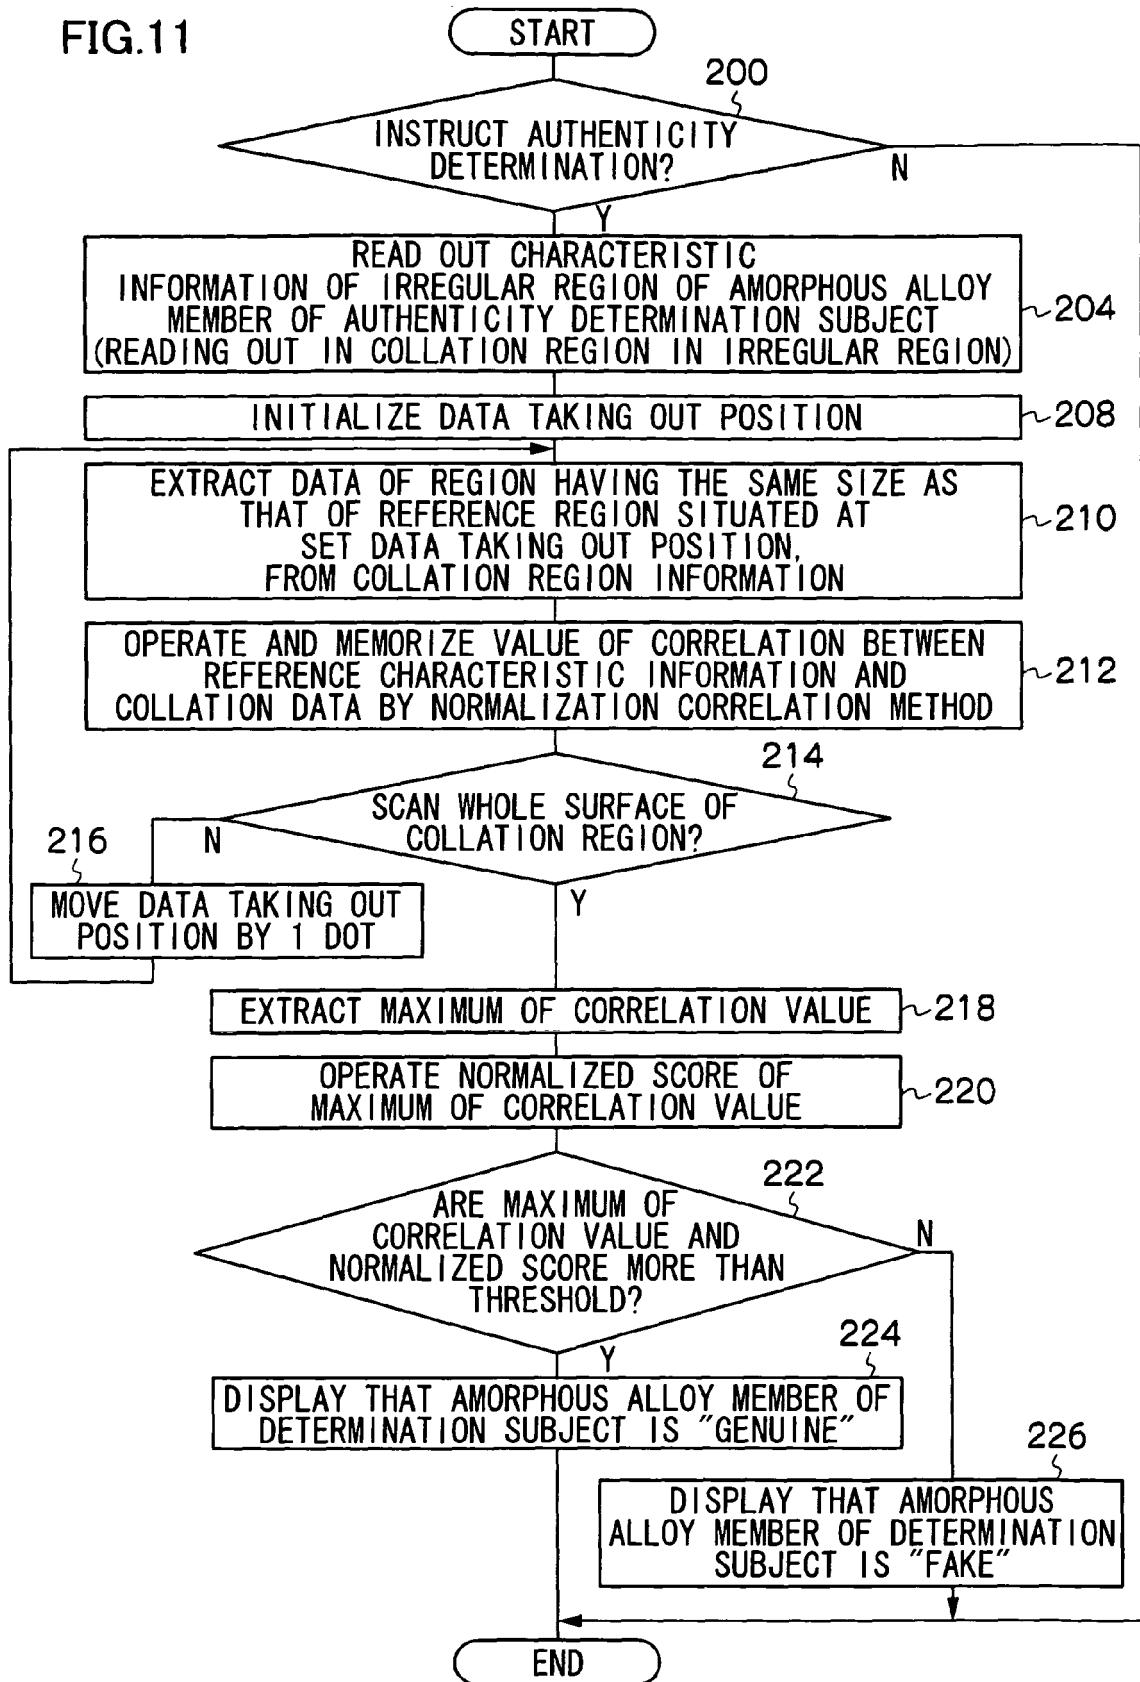 FIG.11
START
200
INSTRUCT AUTHENTICITY
DETERMINATION?
N
Y
READ OUT CHARACTERISTIC
INFORMATION OF IRREGULAR REGION OF AMORPHOUS ALLOY
MEMBER OF AUTHENTICITY DETERMINATION SUBJECT
(READING OUT IN COLLATION REGION IN IRREGULAR REGION)
204
INITIALIZE DATA TAKING OUT POSITION
208
EXTRACT DATA OF REGION HAVING THE SAME SIZE AS
THAT OF REFERENCE REGION SITUATED AT
SET DATA TAKING OUT POSITION,
FROM COLLATION REGION INFORMATION
210
OPERATE AND MEMORIZE VALUE OF CORRELATION BETWEEN
REFERENCE CHARACTERISTIC INFORMATION AND
COLLATION DATA BY NORMALIZATION CORRELATION METHOD
212
214
SCAN WHOLE SURFACE OF
COLLATION REGION?
N
Y
216
MOVE DATA TAKING OUT
POSITION BY 1 DOT
EXTRACT MAXIMUM OF CORRELATION VALUE
218
OPERATE NORMALIZED SCORE OF
MAXIMUM OF CORRELATION VALUE
220
222
ARE MAXIMUM OF
CORRELATION VALUE AND
NORMALIZED SCORE MORE THAN
THRESHOLD?
N
Y
224
DISPLAY THAT AMORPHOUS ALLOY MEMBER OF
DETERMINATION SUBJECT IS "GENUINE"
226
DISPLAY THAT AMORPHOUS
ALLOY MEMBER OF DETERMINATION
SUBJECT IS "FAKE"
END